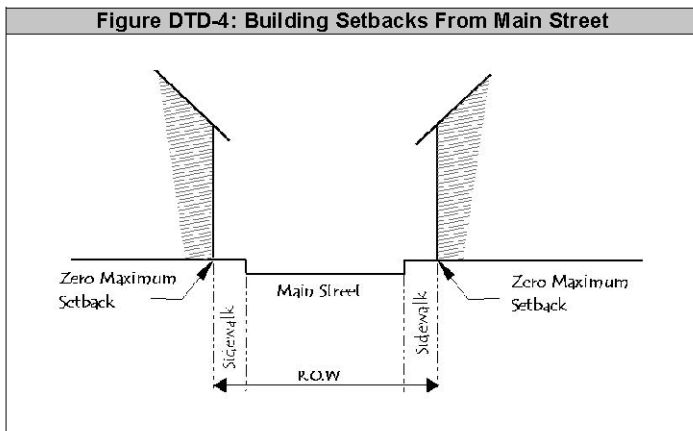 Figure DTD-4: Building Setbacks From Main Street
Zero Maximum
Setback
Main Street
Zero Maximum
Setback
Sidewalk
Sidewalk
R.O.W